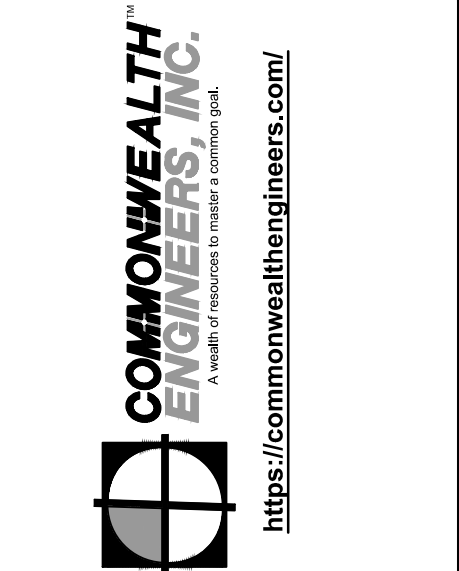 COMMONWEALTH™
ENGINEERS, INC.
A wealth of resources to master a common goal.
https://commonwealthengineers.com/